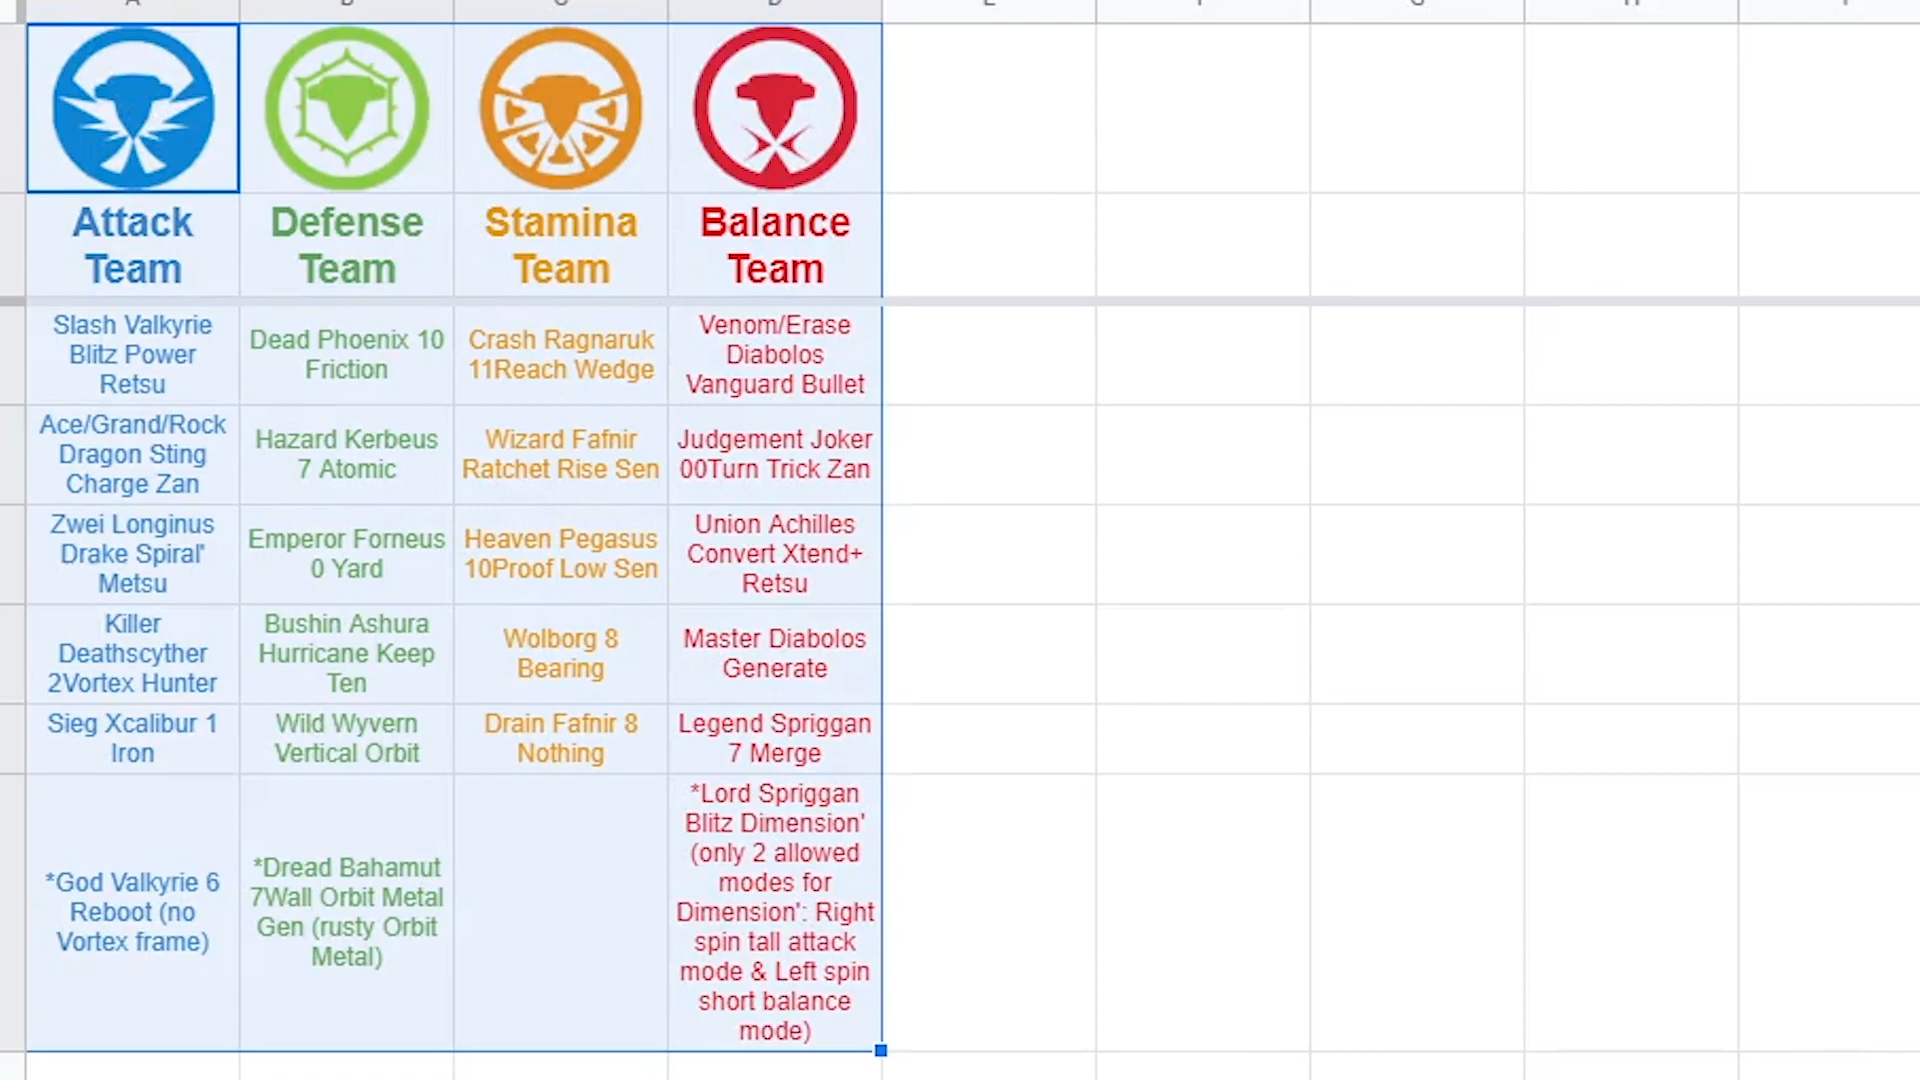 Attack
Team
Defense
Team
Stamina
Team
Balance
Team
Slash Valkyrie
Blitz Power
Retsu
Dead Phoenix 10
Friction
Crash Ragnaruk
11Reach Wedge
Venom/Erase
Diabolos
Vanguard Bullet
Ace/Grand/Rock
Dragon Sting
Charge Zan
Hazard Kerbeus
7 Atomic
Wizard Fafnir
Ratchet Rise Sen
Judgement Joker
00Turn Trick Zan
Zwei Longinus
Drake Spiral'
Metsu
Emperor Forneus
0 Yard
Heaven Pegasus
10Proof Low Sen
Union Achilles
Convert Xtend+
Retsu
Killer
Deathscyther
2Vortex Hunter
Bushin Ashura
Hurricane Keep
Ten
Wolborg 8
Bearing
Master Diabolos
Generate
Sieg Xcalibur 1
Iron
Wild Wyvern
Vertical Orbit
Drain Fafnir 8
Nothing
Legend Spriggan
7 Merge
*God Valkyrie 6
Reboot (no
Vortex frame)
*Dread Bahamut
7Wall Orbit Metal
Gen (rusty Orbit
Metal)
*Lord Spriggan
Blitz Dimension'
(only 2 allowed
modes for
Dimension': Right
spin tall attack
mode & Left spin
short balance
mode)